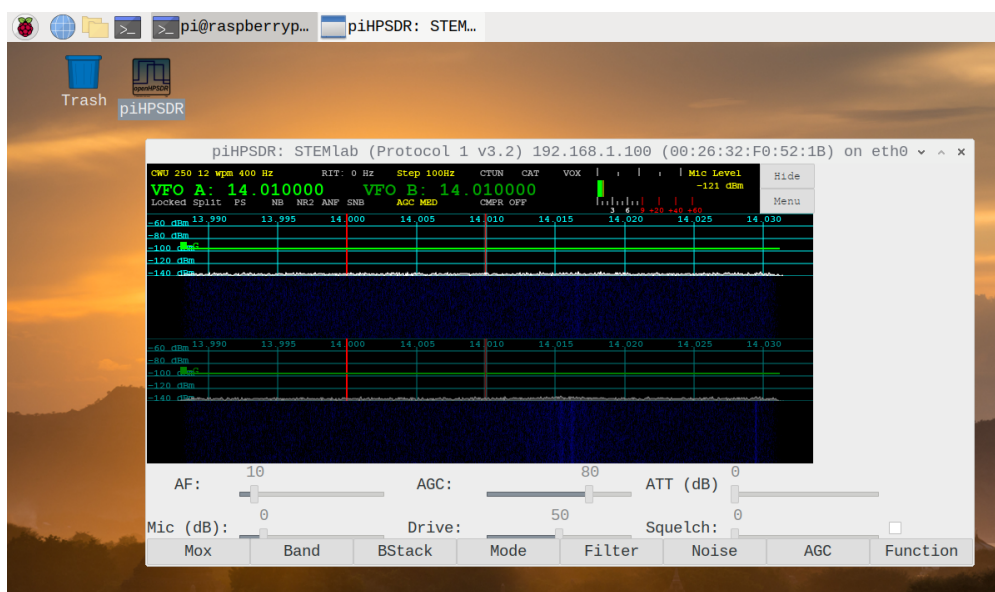 pi@raspberryp… piHPSDR: STEM…
Trash
openHPSDR
piHPSDR
piHPSDR: STEMlab (Protocol 1 v3.2) 192.168.1.100 (00:26:32:F0:52:1B) on eth0
CWU 250 12 wpm 400 Hz RIT: 0 Hz Step 100Hz CTUN CAT VOX Mic Level Hide
VFO A: 14.010000 VFO B: 14.010000 -121 dBm
Locked Split PS NB NR2 ANF SNB AGC MED CMPR OFF Menu
3 6 9 +20 +40 +60
-60 dBm 13.990 13.995 14.000 14.005 14.010 14.015 14.020 14.025 14.030
-80 dBm
-100 dBm
-120 dBm
-140 dBm
-60 dBm 13.990 13.995 14.000 14.005 14.010 14.015 14.020 14.025 14.030
-80 dBm
-100 dBm
-120 dBm
-140 dBm
10 80 0
AF: AGC: ATT (dB)
0 50 0
Mic (dB): Drive: Squelch:
Mox Band BStack Mode Filter Noise AGC Function